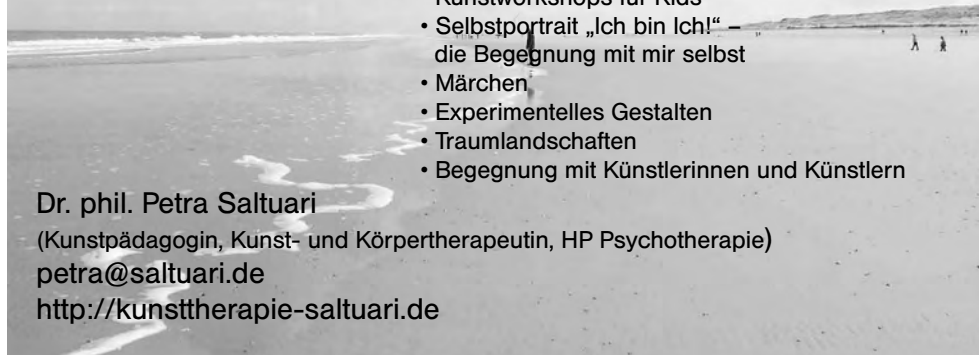 Kunstworkshops für Kids
• Selbstportrait „Ich bin Ich!“ –
die Begegnung mit mir selbst
• Märchen
• Experimentelles Gestalten
• Traumlandschaften
• Begegnung mit Künstlerinnen und Künstlern
Dr. phil. Petra Saltuari
(Kunstpädagogin, Kunst- und Körpertherapeutin, HP Psychotherapie)
petra@saltuari.de
http://kunsttherapie-saltuari.de